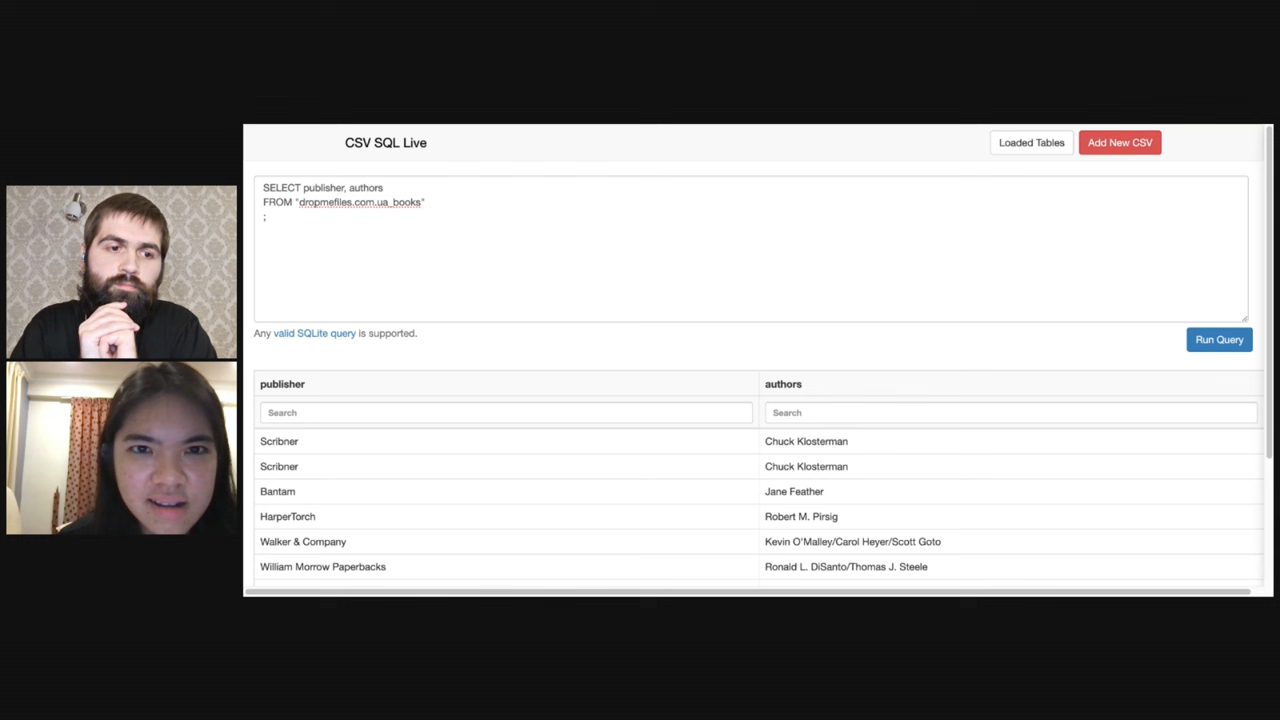 CSV SQL Live
Loaded Tables
Add New CSV
SELECT publisher, authors
FROM "dropmefiles.com.ua_books"
;
Any valid SQLite query is supported.
Run Query
publisher authors
Search Search
Scribner Chuck Klosterman
Scribner Chuck Klosterman
Bantam Jane Feather
HarperTorch Robert M. Pirsig
Walker & Company Kevin O'Malley/Carol Heyer/Scott Goto
William Morrow Paperbacks Ronald L. DiSanto/Thomas J. Steele